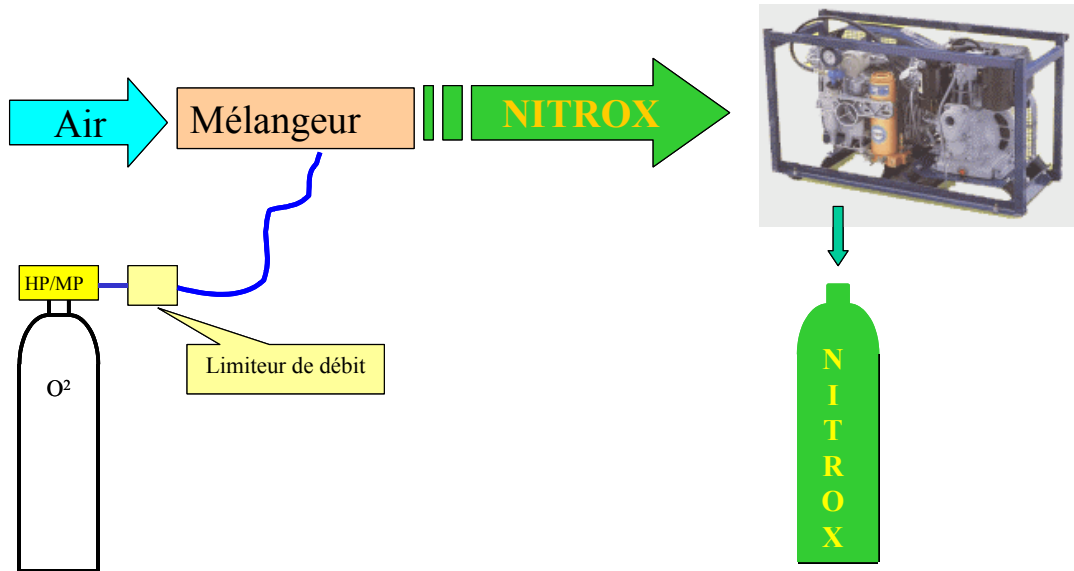 Air
Mélangeur
NITROX
HP/MP
Limiteur de débit
O²
N
I
T
R
O
X